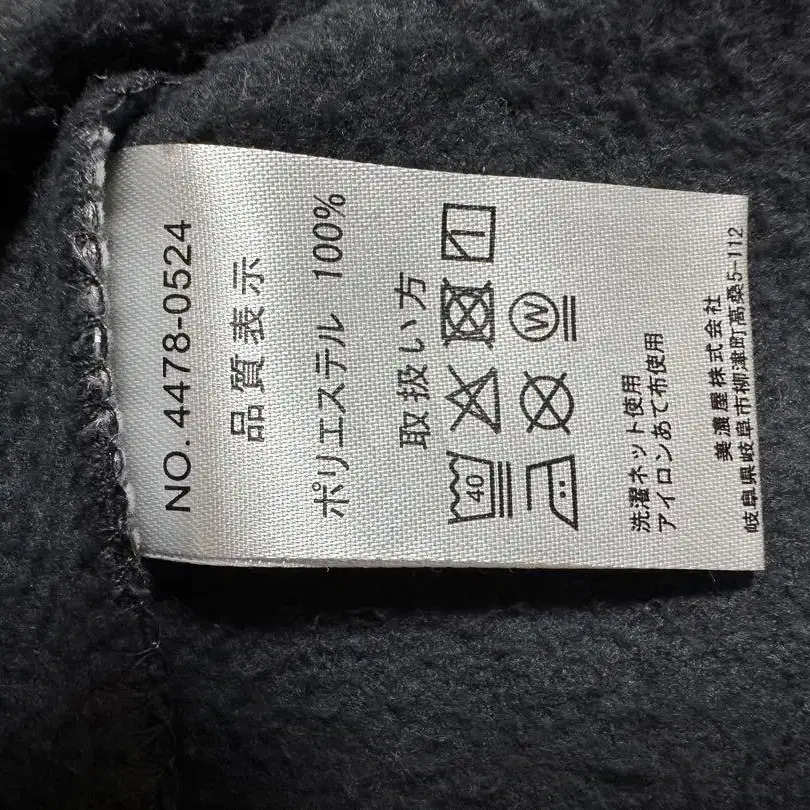 NO.4478-0524
品質表示
ポリエステル 100%
取扱い方
40
W
洗濯ネット使用
アイロンあて布使用
美濃屋株式会社
岐阜県岐阜市柳津町高桑5-112